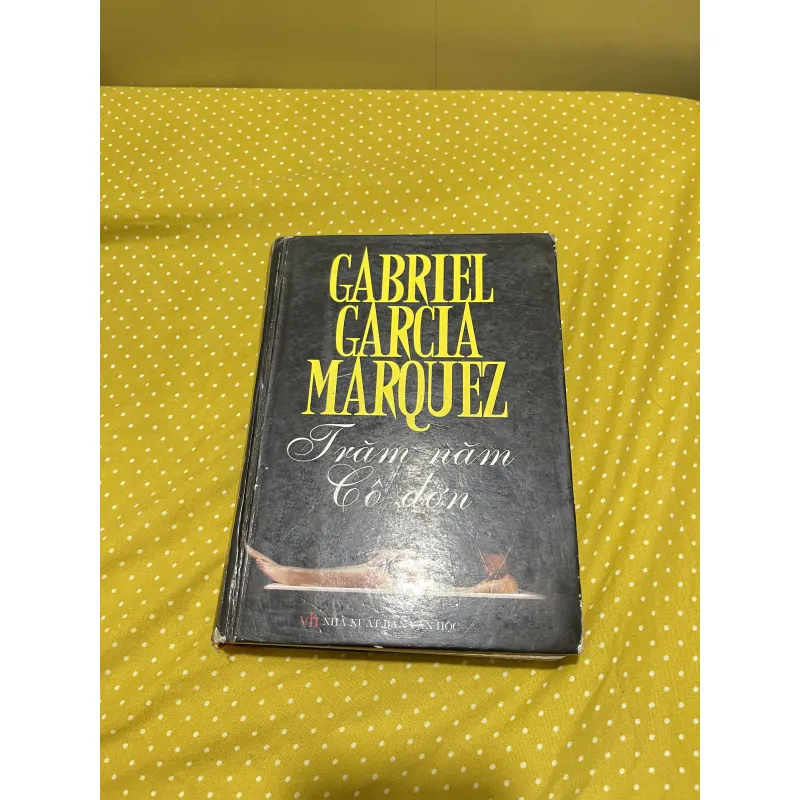 GABRIEL
GARCIA
MARQUEZ
Trăm năm
Cô đơn
vh NHÀ XUẤT BẢN VĂN HỌC